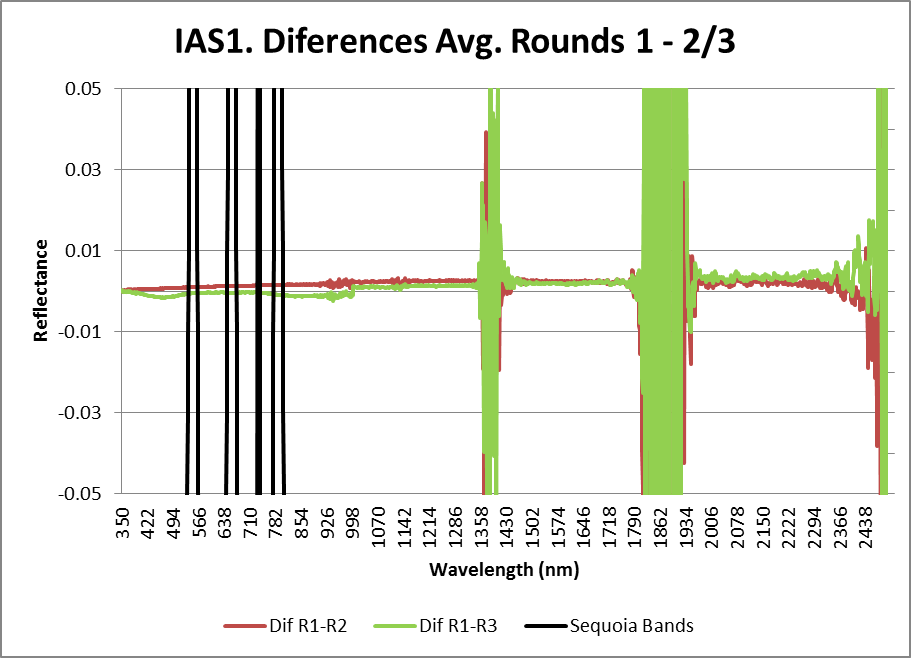 IAS1. Diferences Avg. Rounds 1 - 2/3
0.05
0.03
0.01
-0.01
-0.03
-0.05
Reflectance
350 422 494 566 638 710 782 854 926 998 1070 1142 1214 1286 1358 1430 1502 1574 1646 1718 1790 1862 1934 2006 2078 2150 2222 2294 2366 2438
Wavelength (nm)
Dif R1-R2 Dif R1-R3 Sequoia Bands